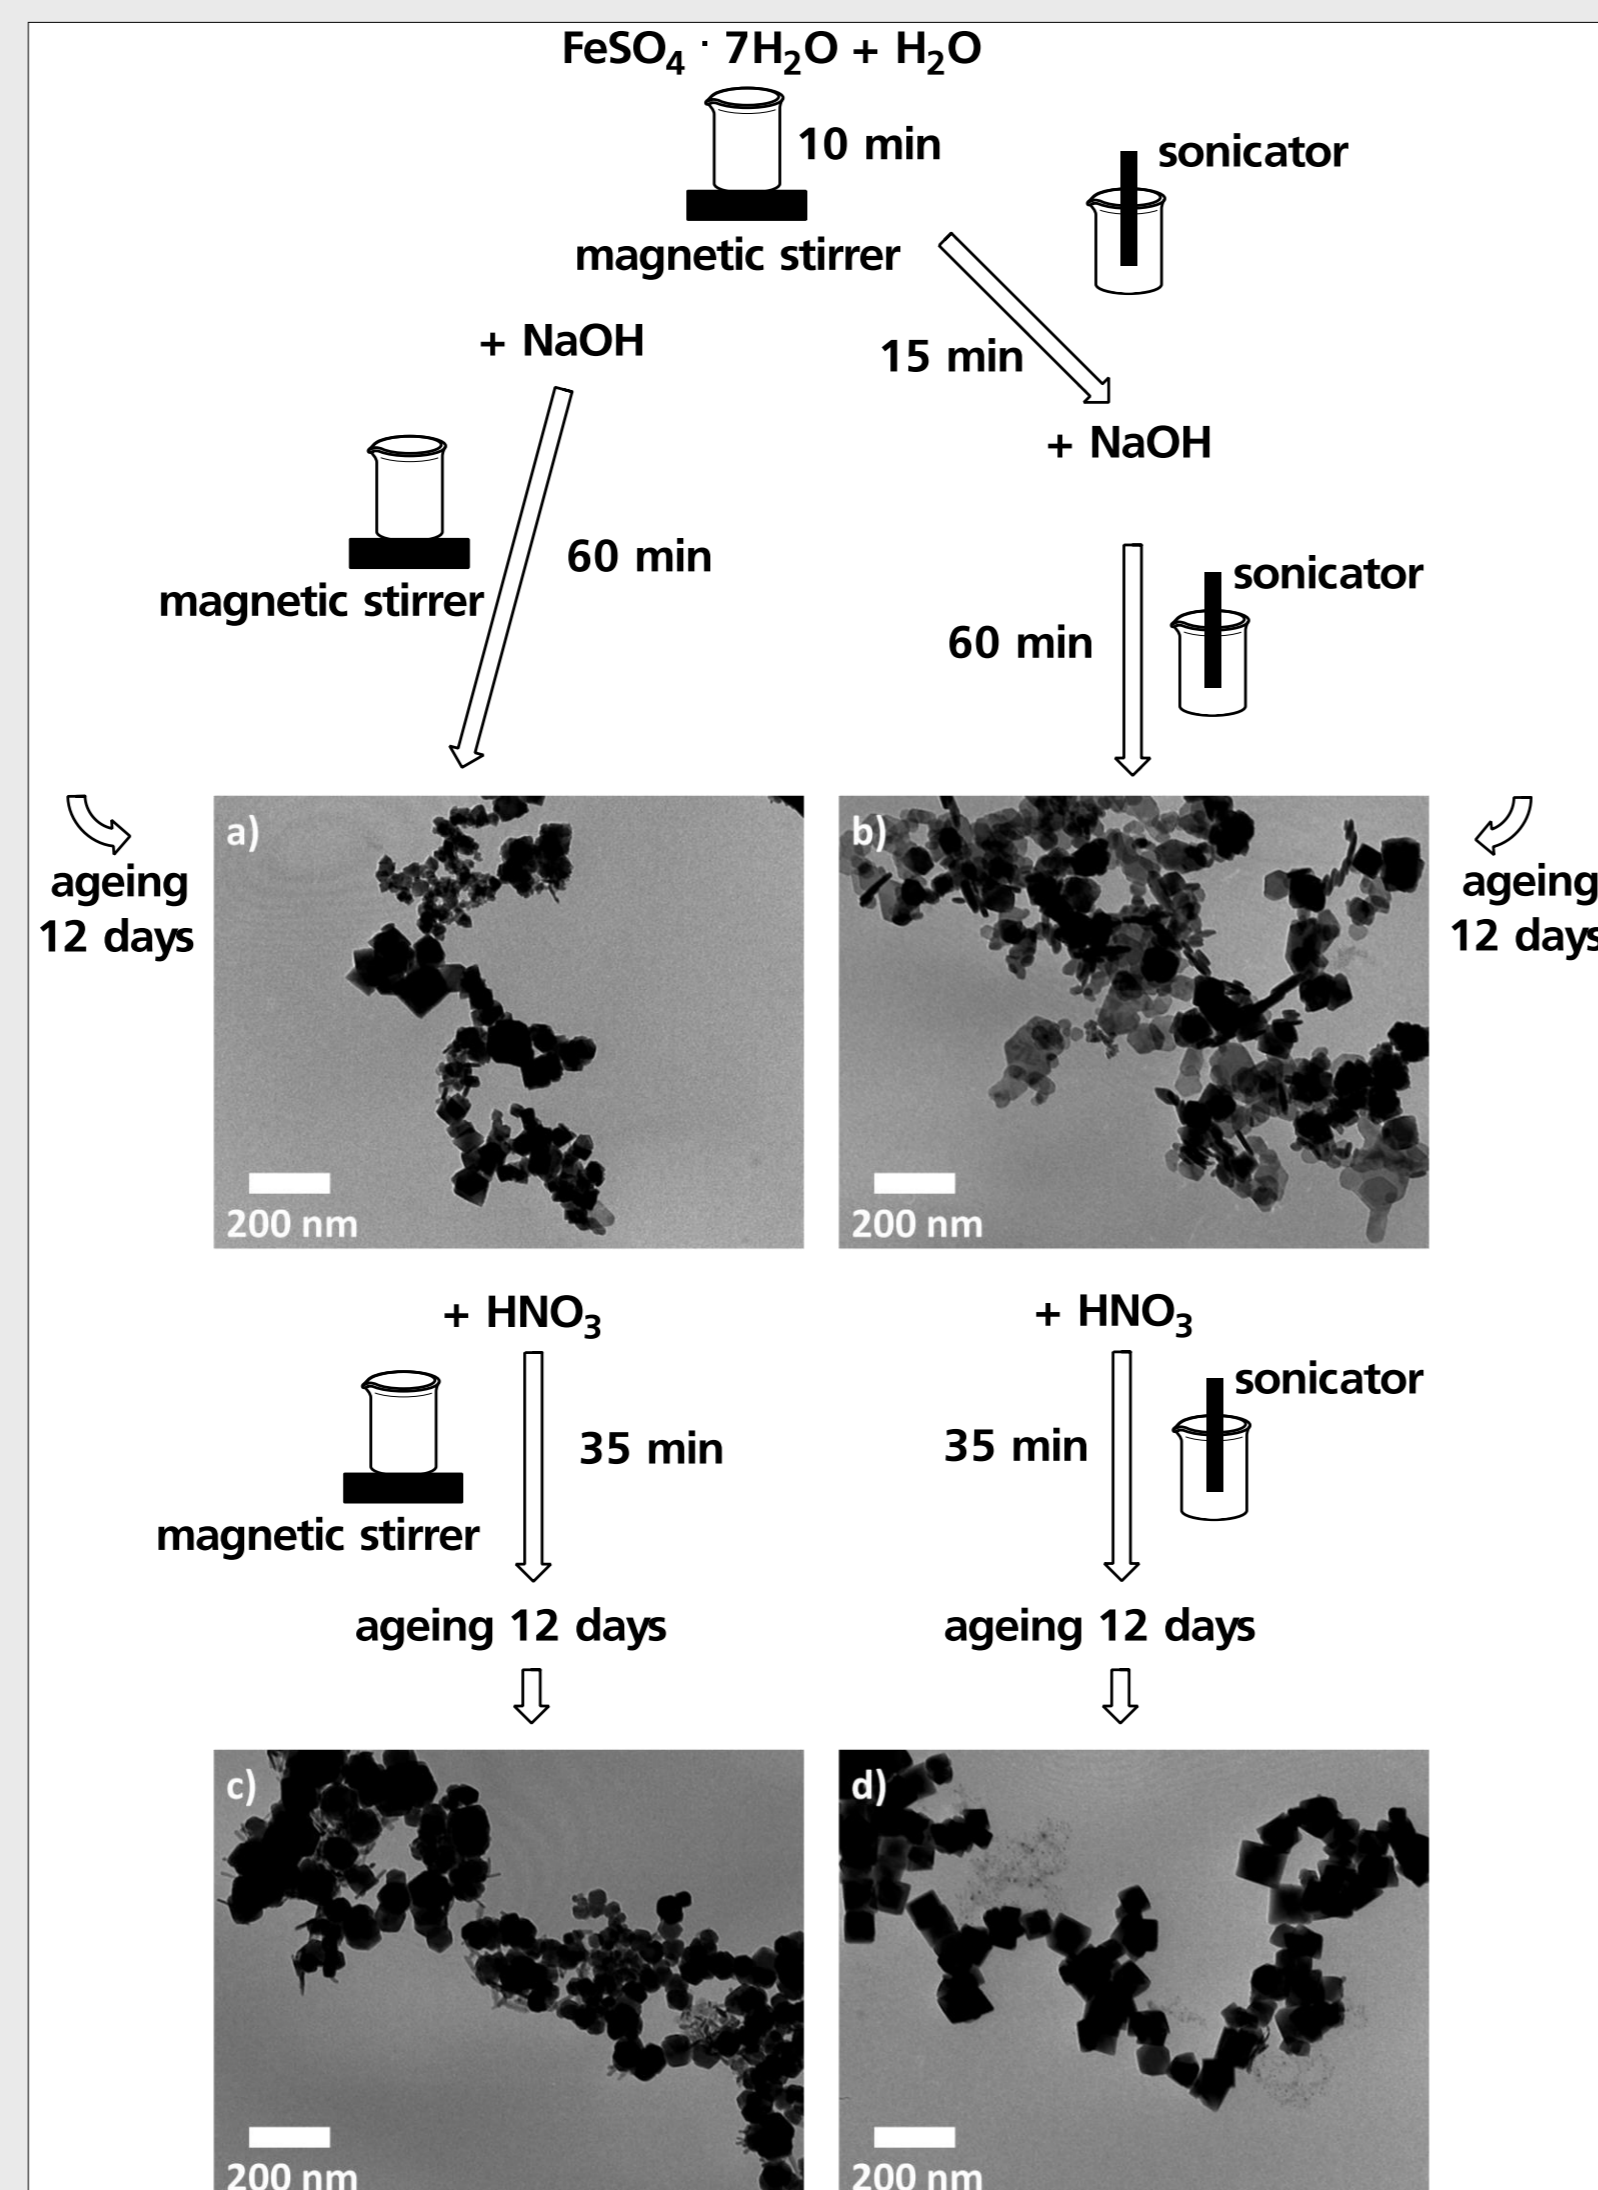 FeSO₄ · 7H₂O + H₂O
10 min
sonicator
magnetic stirrer
+ NaOH
15 min
+ NaOH
60 min
sonicator
magnetic stirrer
60 min
a)
b)
ageing
12 days
ageing
12 days
200 nm
200 nm
+ HNO₃
+ HNO₃
sonicator
35 min
35 min
magnetic stirrer
ageing 12 days
ageing 12 days
c)
d)
200 nm
200 nm